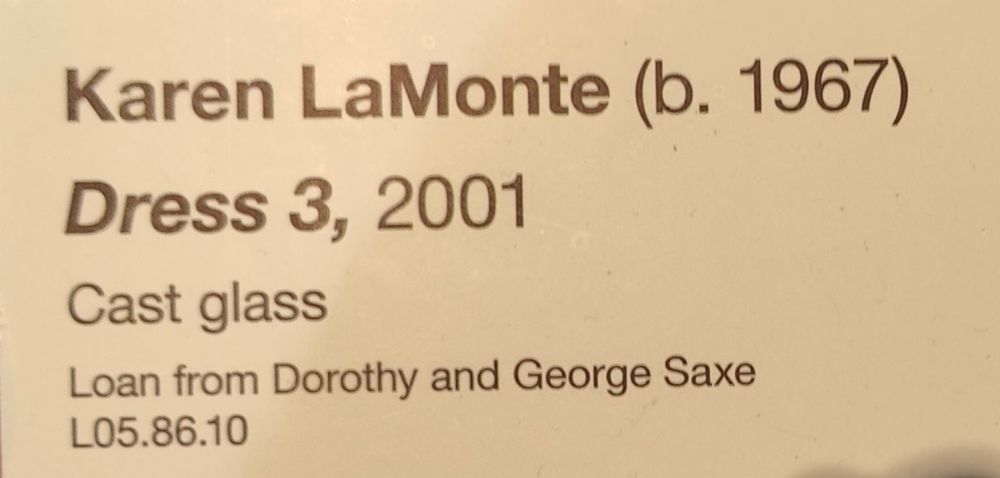 Karen LaMonte (b. 1967)
Dress 3, 2001
Cast glass
Loan from Dorothy and George Saxe
L05.86.10